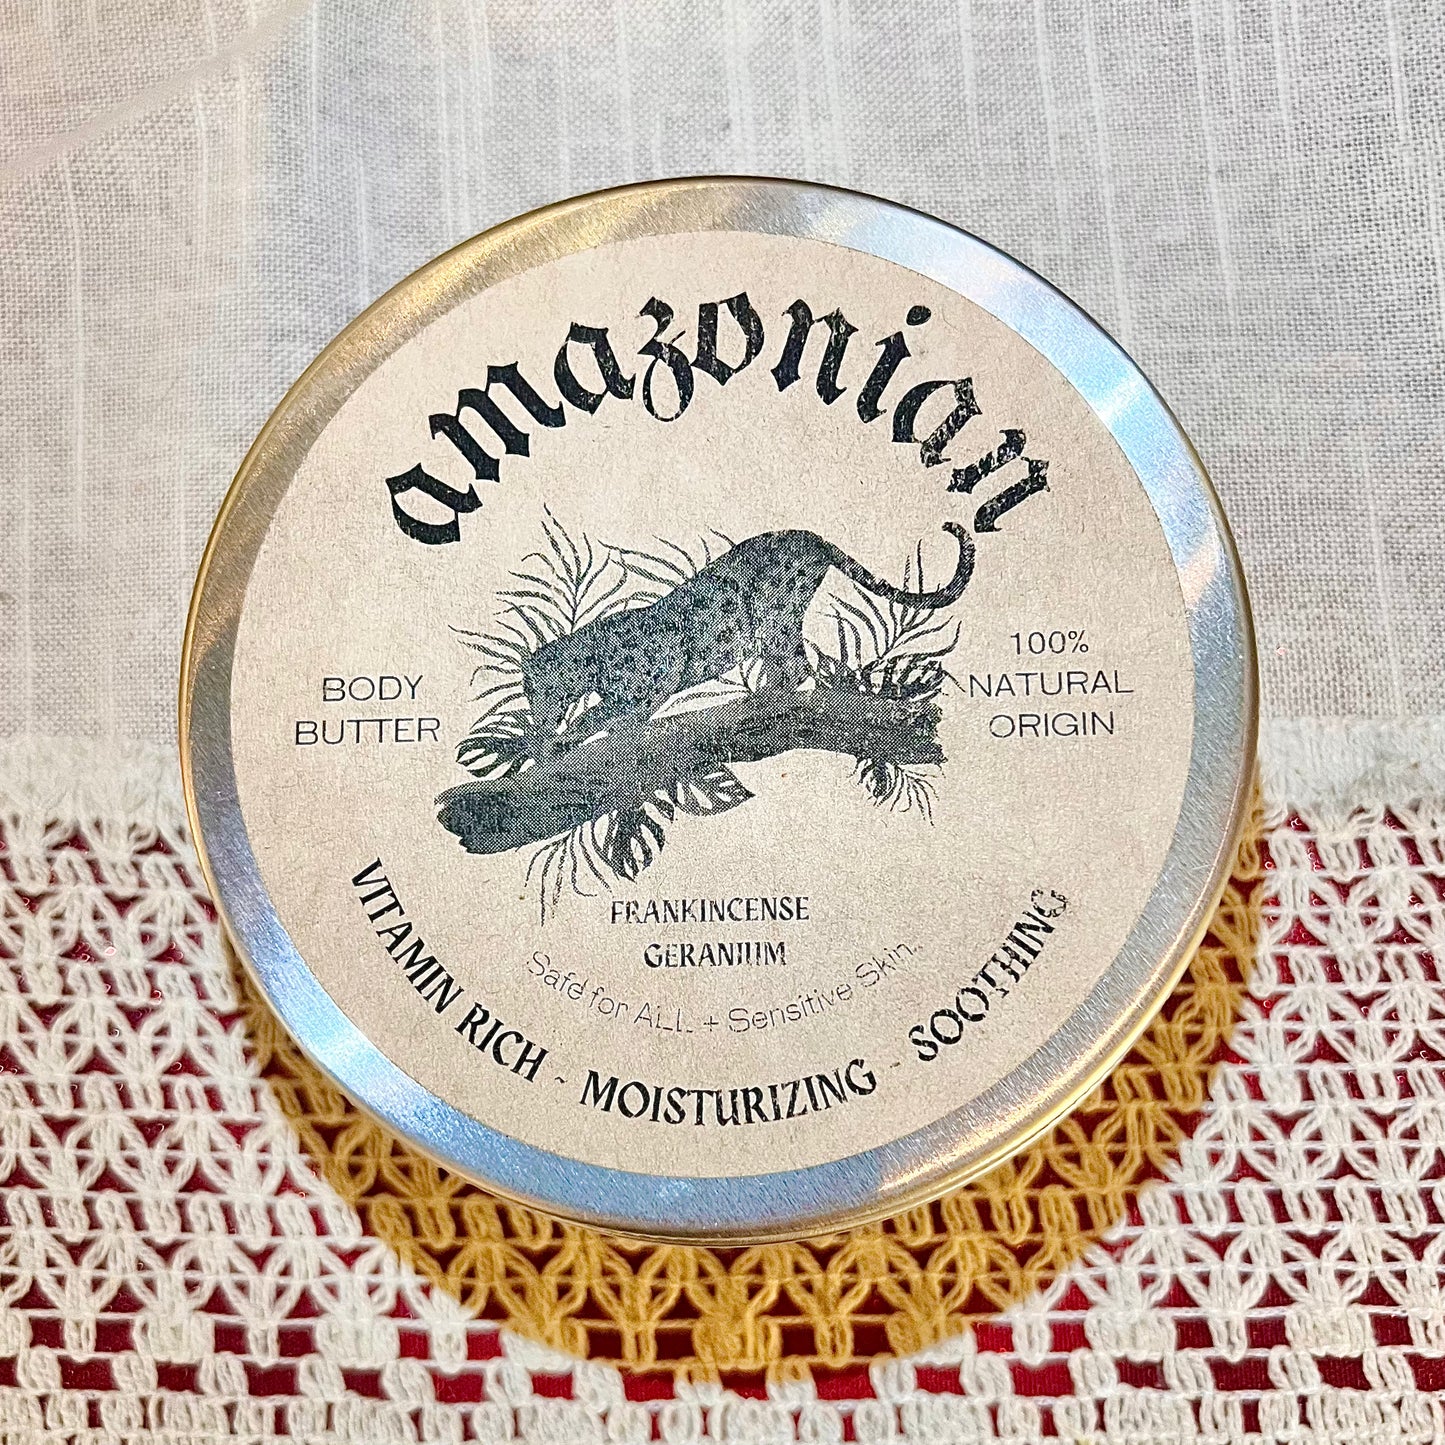 amazonian
BODY
BUTTER
100%
NATURAL
ORIGIN
FRANKINCENSE
GERANIUM
Safe for ALL + Sensitive Skin.
VITAMIN RICH ~ MOISTURIZING ~ SOOTHING